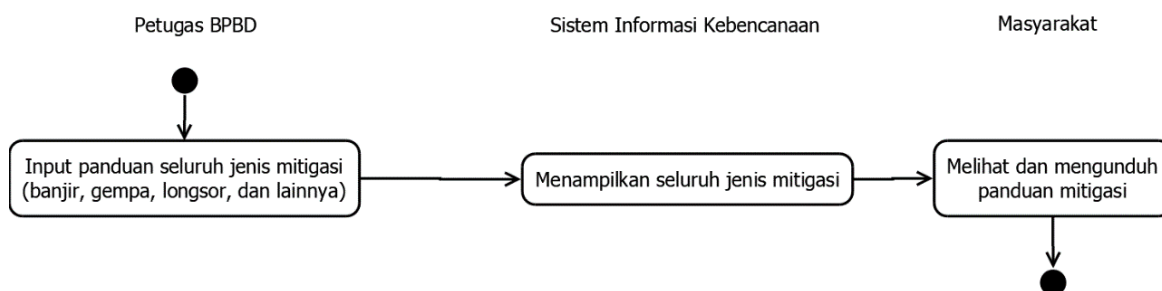 Petugas BPBD
Sistem Informasi Kebencanaan
Masyarakat
Input panduan seluruh jenis mitigasi
(banjir, gempa, longsor, dan lainnya)
Menampilkan seluruh jenis mitigasi
Melihat dan mengunduh
panduan mitigasi